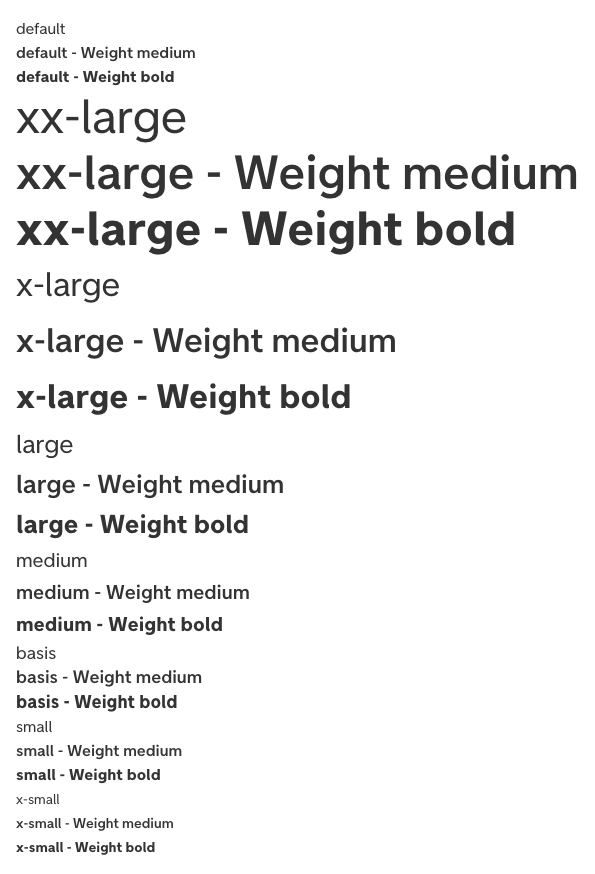 default
default - Weight medium
default - Weight bold
xx-large
xx-large - Weight medium
xx-large - Weight bold
x-large
x-large - Weight medium
x-large - Weight bold
large
large - Weight medium
large - Weight bold
medium
medium - Weight medium
medium - Weight bold
basis
basis - Weight medium
basis - Weight bold
small
small - Weight medium
small - Weight bold
x-small
x-small - Weight medium
x-small - Weight bold